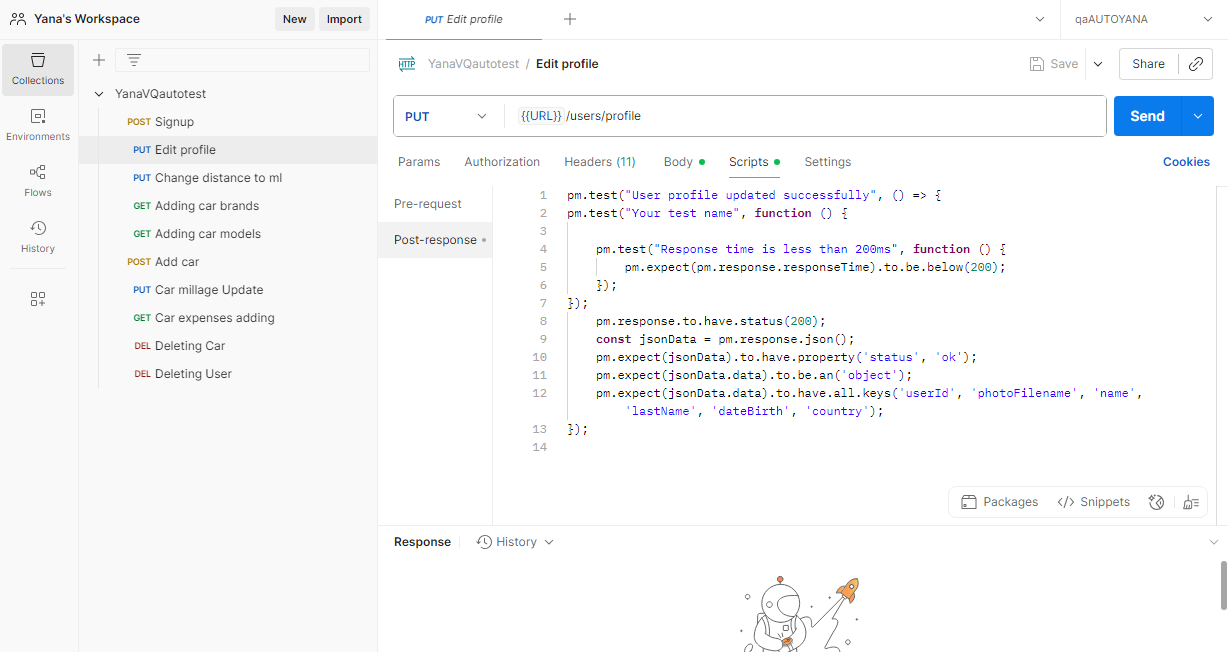 Yana's Workspace
New
Import
PUT Edit profile
qaAUTOYANA
Collections
Environments
Flows
History
YanaVQautotest
POST Signup
PUT Edit profile
PUT Change distance to ml
GET Adding car brands
GET Adding car models
POST Add car
PUT Car millage Update
GET Car expenses adding
DEL Deleting Car
DEL Deleting User
HTTP YanaVQautotest / Edit profile
Save
Share
PUT
{{URL}} /users/profile
Send
Params
Authorization
Headers (11)
Body
Scripts
Settings
Cookies
Pre-request
Post-response
1 pm.test("User profile updated successfully", () => {
2 pm.test("Your test name", function () {
3
4 pm.test("Response time is less than 200ms", function () {
5 pm.expect(pm.response.responseTime).to.be.below(200);
6 });
7 });
8 pm.response.to.have.status(200);
9 const jsonData = pm.response.json();
10 pm.expect(jsonData).to.have.property('status', 'ok');
11 pm.expect(jsonData.data).to.be.an('object');
12 pm.expect(jsonData.data).to.have.all.keys('userId', 'photoFilename', 'name',
'lastName', 'dateBirth', 'country');
13 });
14
Packages
</> Snippets
Response
History